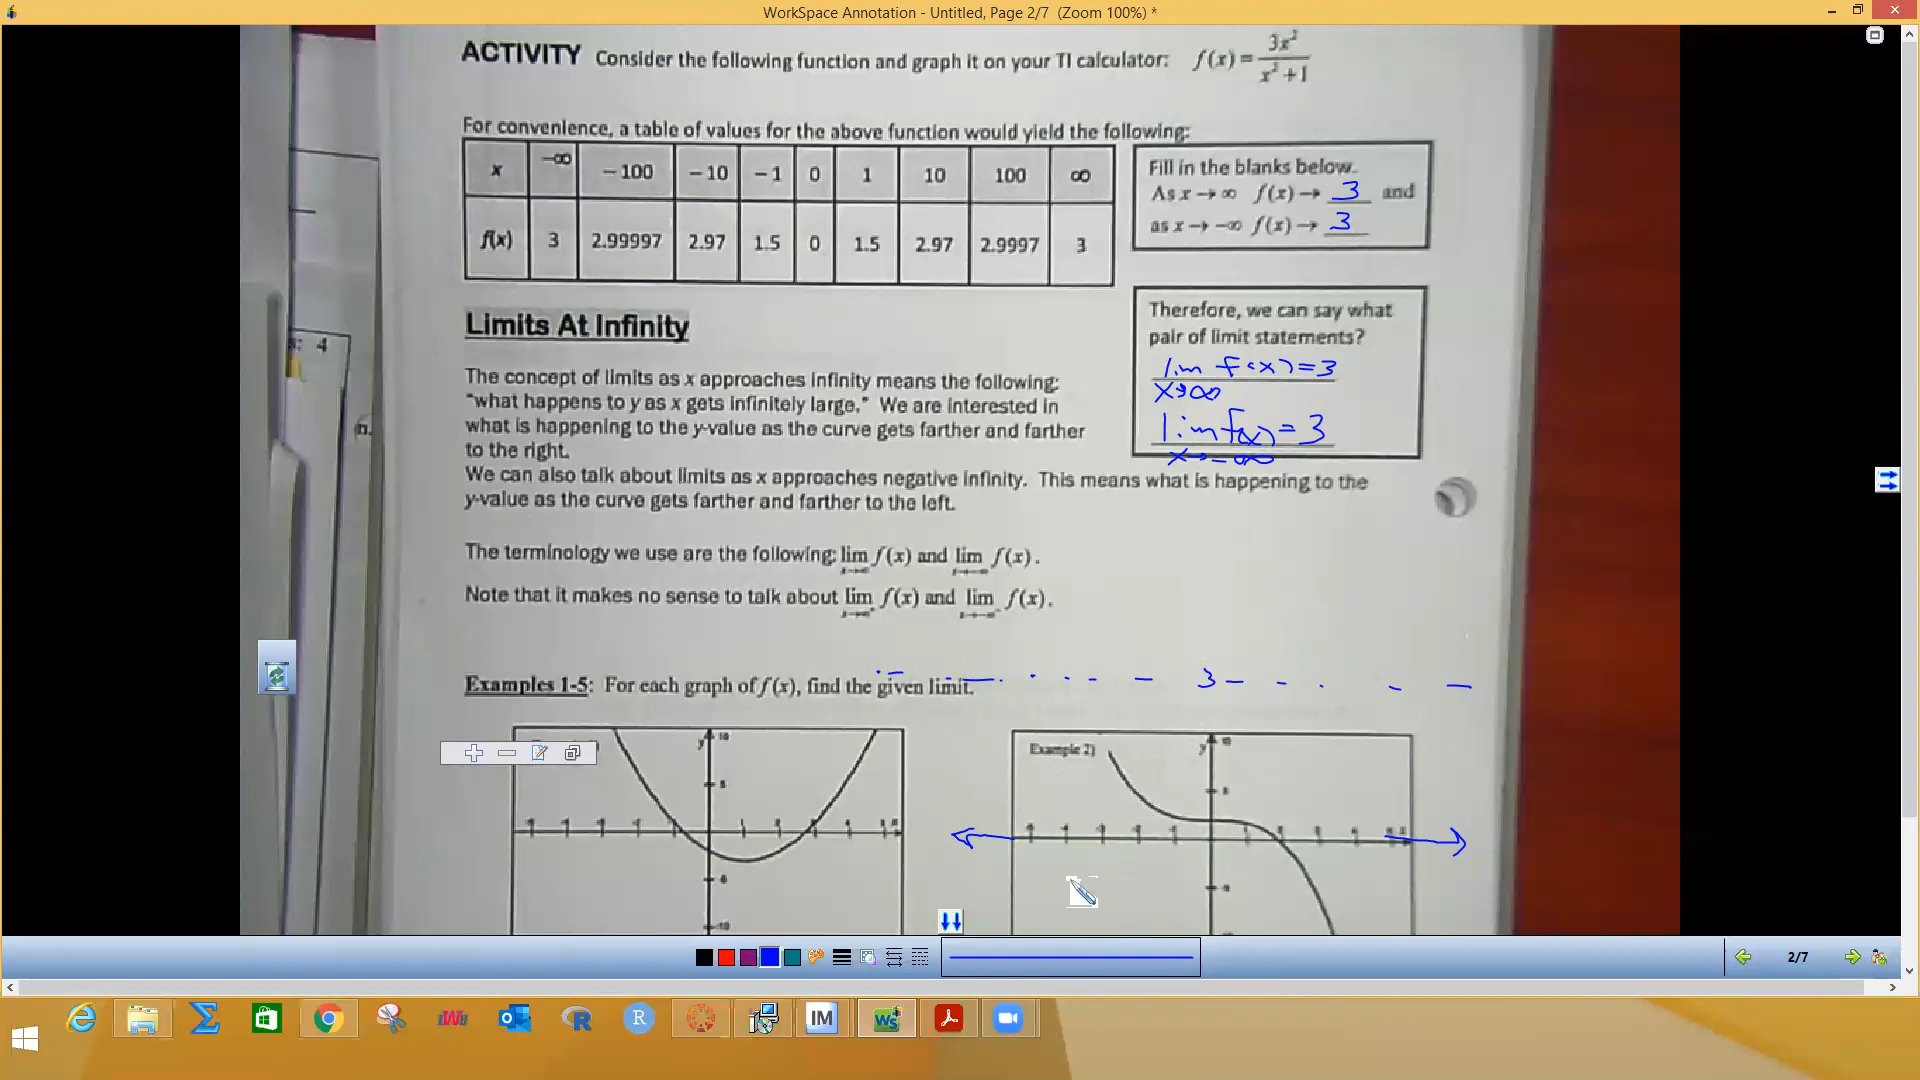 WorkSpace Annotation - Untitled, Page 2/7 (Zoom 100%) *
ACTIVITY Consider the following function and graph it on your TI calculator: f(x) = 3x² / x² + 1
For convenience, a table of values for the above function would yield the following:
x −∞ −100 −10 −1 0 1 10 100 ∞
f(x) 3 2.99997 2.97 1.5 0 1.5 2.97 2.9997 3
Fill in the blanks below.
As x → ∞ f(x) → 3 and
as x → −∞ f(x) → 3
Therefore, we can say what
pair of limit statements?
lim f(x) = 3
x→∞
lim f(x) = 3
x→−∞
Limits At Infinity
The concept of limits as x approaches infinity means the following:
"what happens to y as x gets infinitely large." We are interested in
what is happening to the y-value as the curve gets farther and farther
to the right.
We can also talk about limits as x approaches negative infinity. This means what is happening to the
y-value as the curve gets farther and farther to the left.
The terminology we use are the following: lim f(x) and lim f(x).
Note that it makes no sense to talk about lim f(x) and lim f(x).
Examples 1-5: For each graph of f(x), find the given limit.
3
y 10
Example 2)
y
2/7
IM
WS
R
R
4